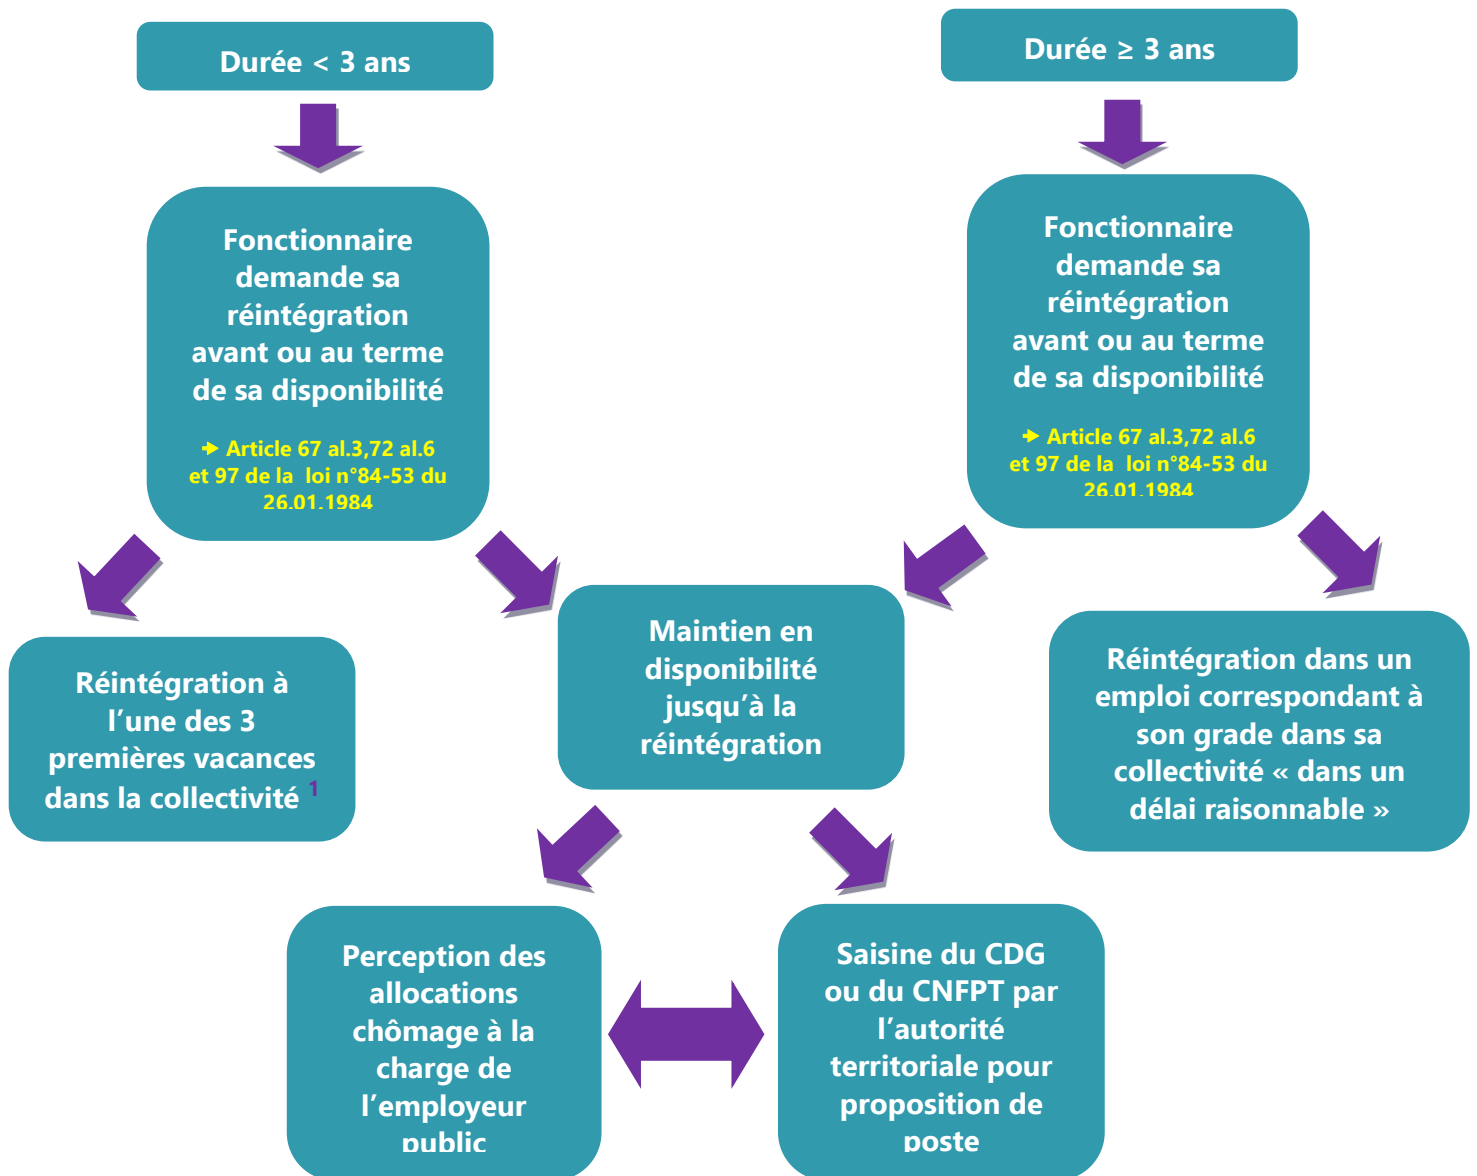 Durée < 3 ans
Durée ≥ 3 ans
Fonctionnaire
demande sa
réintégration
avant ou au terme
de sa disponibilité
➔ Article 67 al.3,72 al.6
et 97 de la loi n°84-53 du
26.01.1984
Fonctionnaire
demande sa
réintégration
avant ou au terme
de sa disponibilité
➔ Article 67 al.3,72 al.6
et 97 de la loi n°84-53 du
26.01.1984
Réintégration à
l’une des 3
premières vacances
dans la collectivité 1
Maintien en
disponibilité
jusqu’à la
réintégration
Réintégration dans un
emploi correspondant à
son grade dans sa
collectivité « dans un
délai raisonnable »
Perception des
allocations
chômage à la
charge de
l’employeur
public
Saisine du CDG
ou du CNFPT par
l’autorité
territoriale pour
proposition de
poste